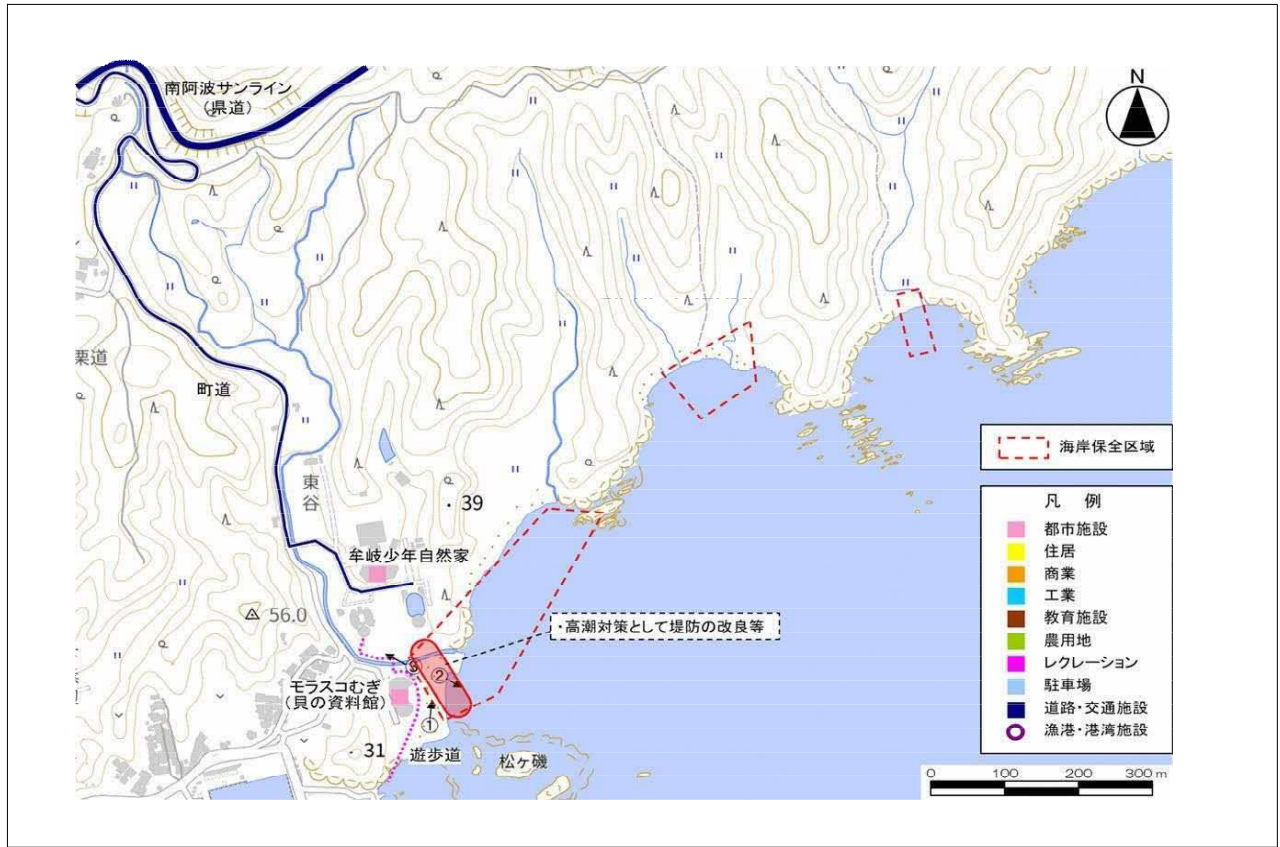 南阿波サンライン
(県道)
N
栗道
町道
東谷
39
牟岐少年自然家
56.0
・高潮対策として堤防の改良等
③
②
①
モラスコむぎ
(貝の資料館)
31
遊歩道
松ヶ磯
海岸保全区域
凡 例
都市施設
住居
商業
工業
教育施設
農用地
レクレーション
駐車場
道路・交通施設
漁港・港湾施設
0 100 200 300 m